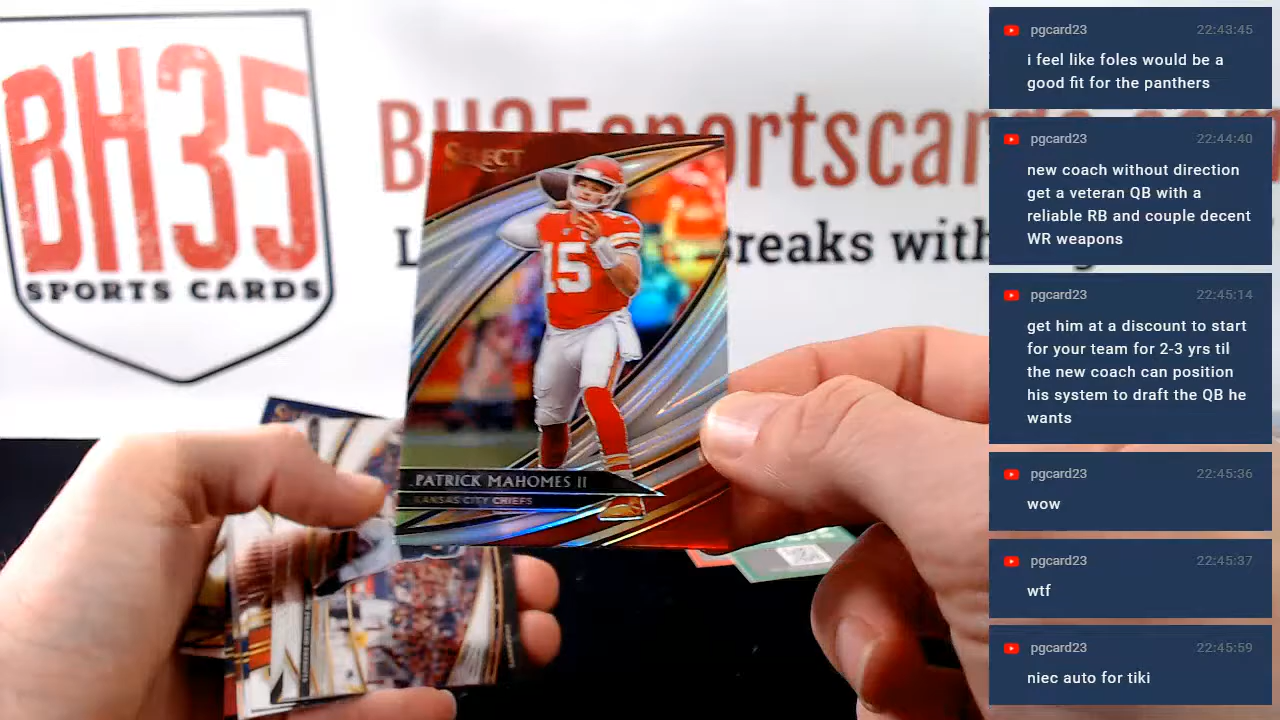 BH35
SPORTS CARDS
BH35sportscards.com
L
Breaks with
SELECT
15
PATRICK MAHOMES II
KANSAS CITY CHIEFS
pgcard23 22:43:45
i feel like foles would be a
good fit for the panthers
pgcard23 22:44:40
new coach without direction
get a veteran QB with a
reliable RB and couple decent
WR weapons
pgcard23 22:45:14
get him at a discount to start
for your team for 2-3 yrs til
the new coach can position
his system to draft the QB he
wants
pgcard23 22:45:36
wow
pgcard23 22:45:37
wtf
pgcard23 22:45:59
niec auto for tiki